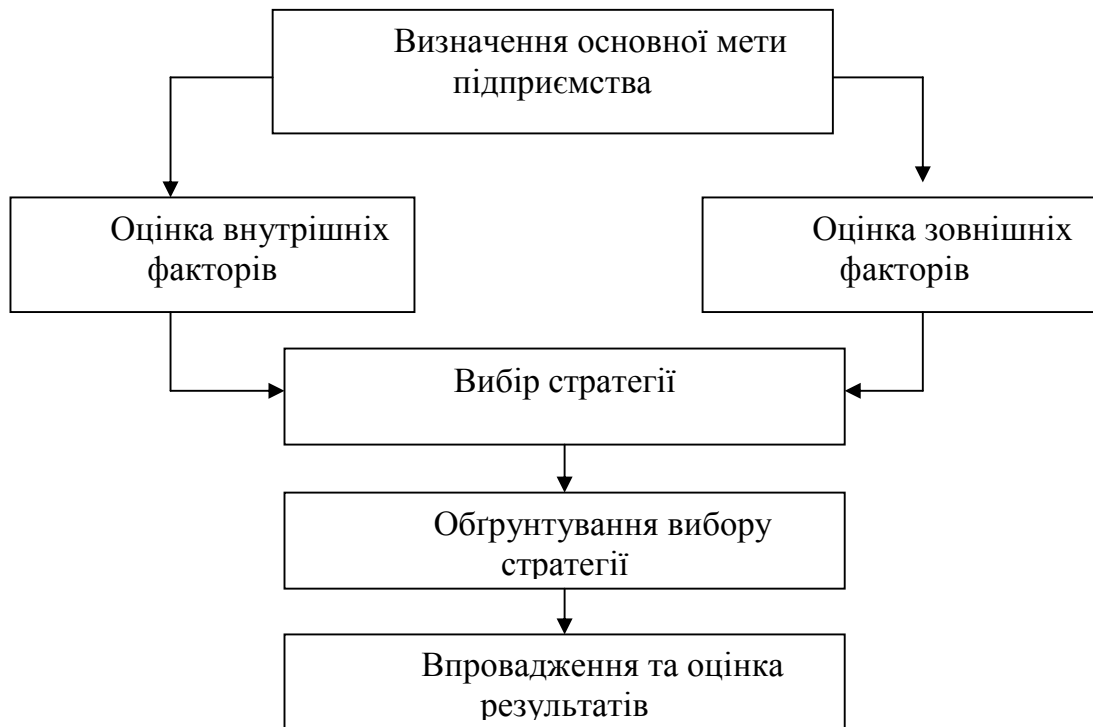 Визначення основної мети
підприємства
Оцінка внутрішніх
факторів
Оцінка зовнішніх
факторів
Вибір стратегії
Обґрунтування вибору
стратегії
Впровадження та оцінка
результатів